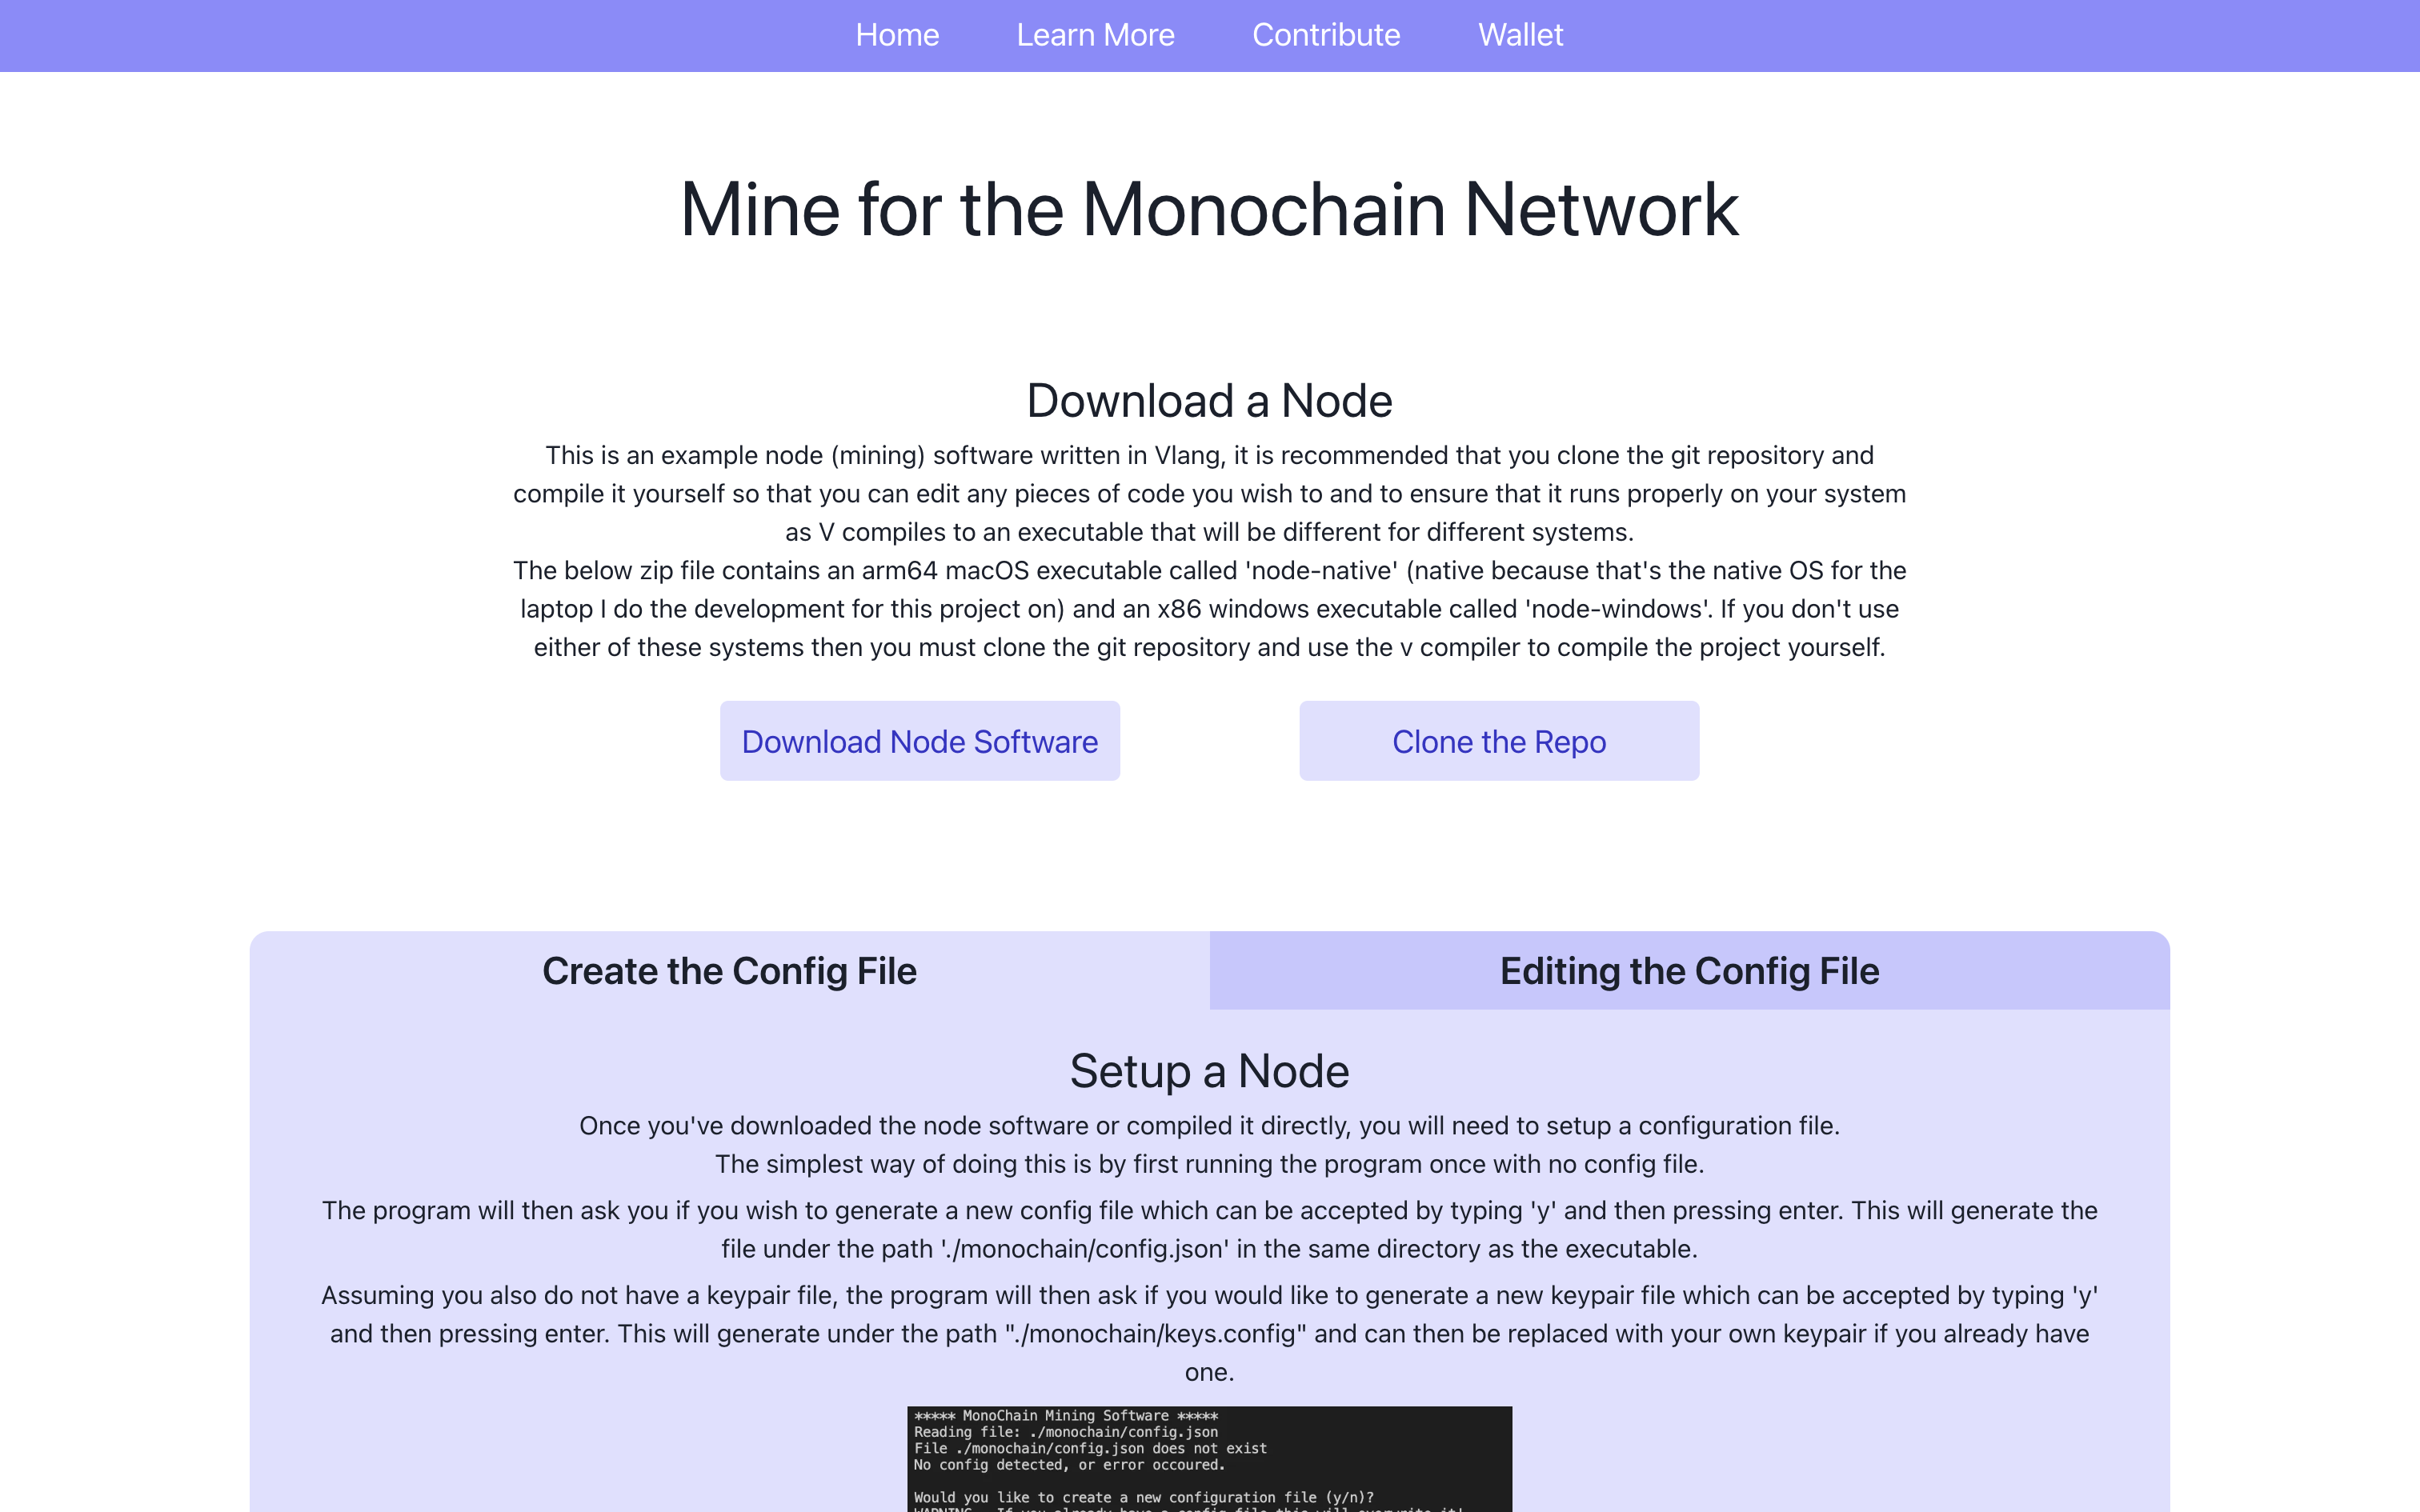 Home Learn More Contribute Wallet
Mine for the Monochain Network
Download a Node
This is an example node (mining) software written in Vlang, it is recommended that you clone the git repository and
compile it yourself so that you can edit any pieces of code you wish to and to ensure that it runs properly on your system
as V compiles to an executable that will be different for different systems.
The below zip file contains an arm64 macOS executable called 'node-native' (native because that's the native OS for the
laptop I do the development for this project on) and an x86 windows executable called 'node-windows'. If you don't use
either of these systems then you must clone the git repository and use the v compiler to compile the project yourself.
Download Node Software Clone the Repo
Create the Config File Editing the Config File
Setup a Node
Once you've downloaded the node software or compiled it directly, you will need to setup a configuration file.
The simplest way of doing this is by first running the program once with no config file.
The program will then ask you if you wish to generate a new config file which can be accepted by typing 'y' and then pressing enter. This will generate the
file under the path './monochain/config.json' in the same directory as the executable.
Assuming you also do not have a keypair file, the program will then ask if you would like to generate a new keypair file which can be accepted by typing 'y'
and then pressing enter. This will generate under the path "./monochain/keys.config" and can then be replaced with your own keypair if you already have
one.
***** MonoChain Mining Software *****
Reading file: ./monochain/config.json
File ./monochain/config.json does not exist
No config detected, or error occoured.
Would you like to create a new configuration file (y/n)?
WARNING - If you already have a config file this will overwrite it!